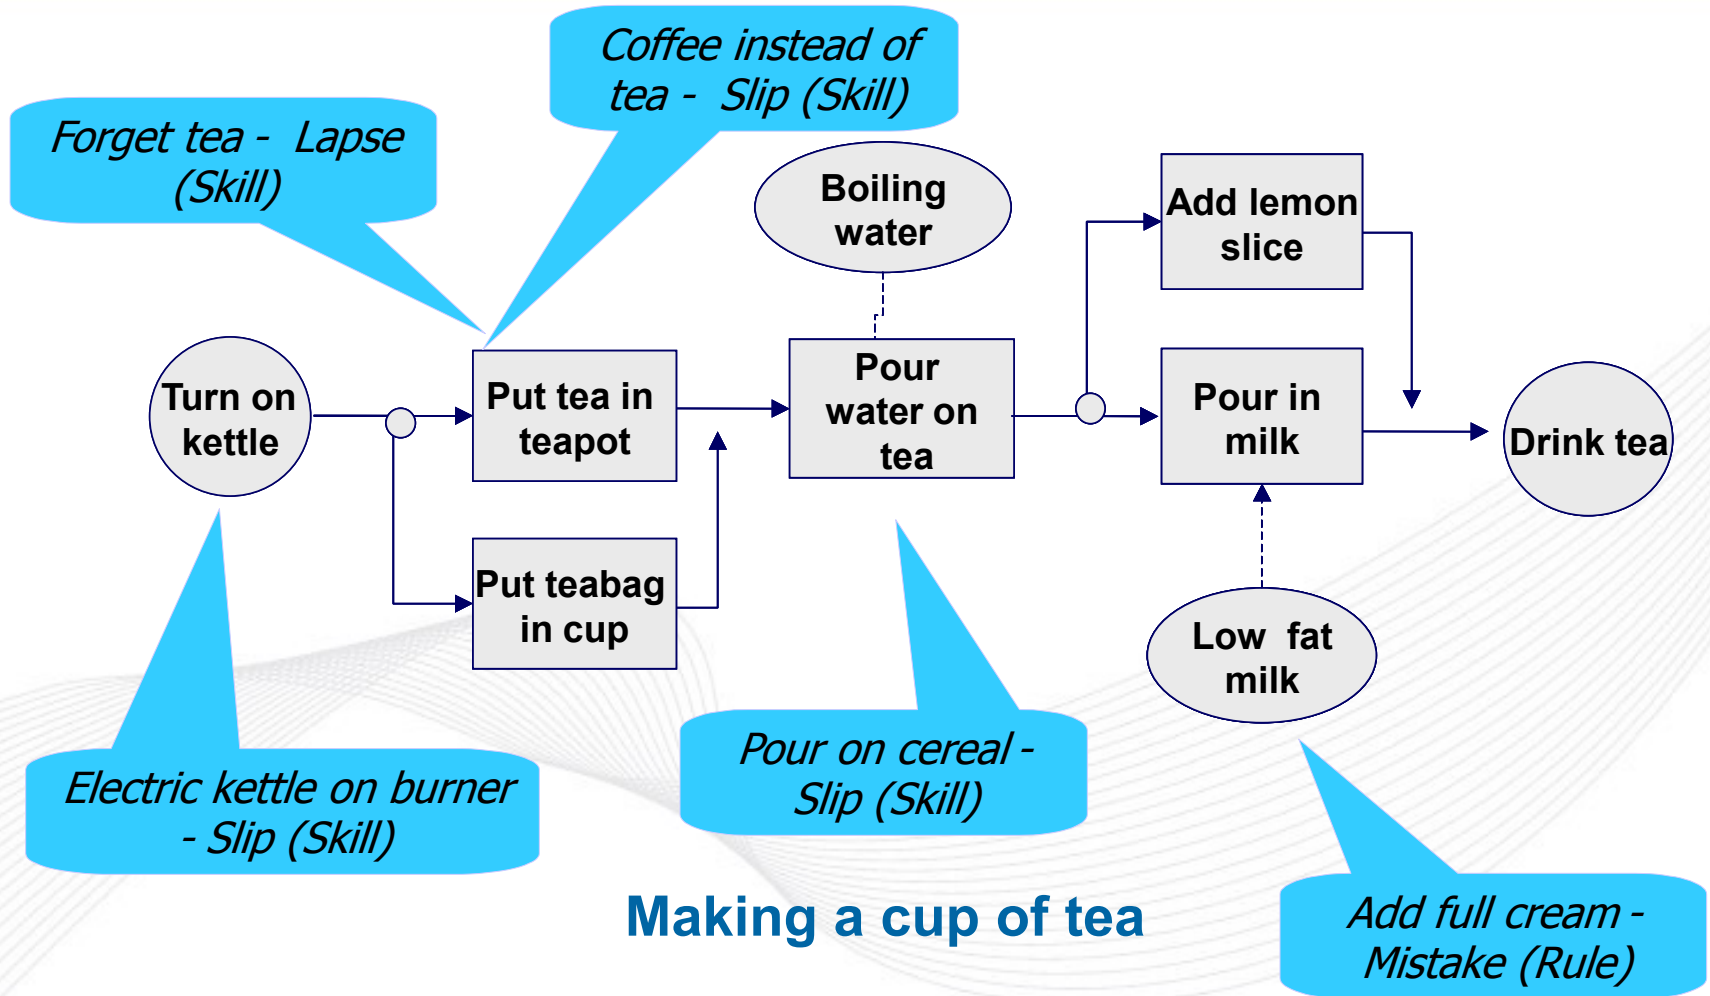 Coffee instead of
tea - Slip (Skill)
Forget tea - Lapse
(Skill)
Boiling
water
Add lemon
slice
Turn on
kettle
Put tea in
teapot
Pour
water on
tea
Pour in
milk
Drink tea
Put teabag
in cup
Low fat
milk
Electric kettle on burner
- Slip (Skill)
Pour on cereal -
Slip (Skill)
Making a cup of tea
Add full cream -
Mistake (Rule)